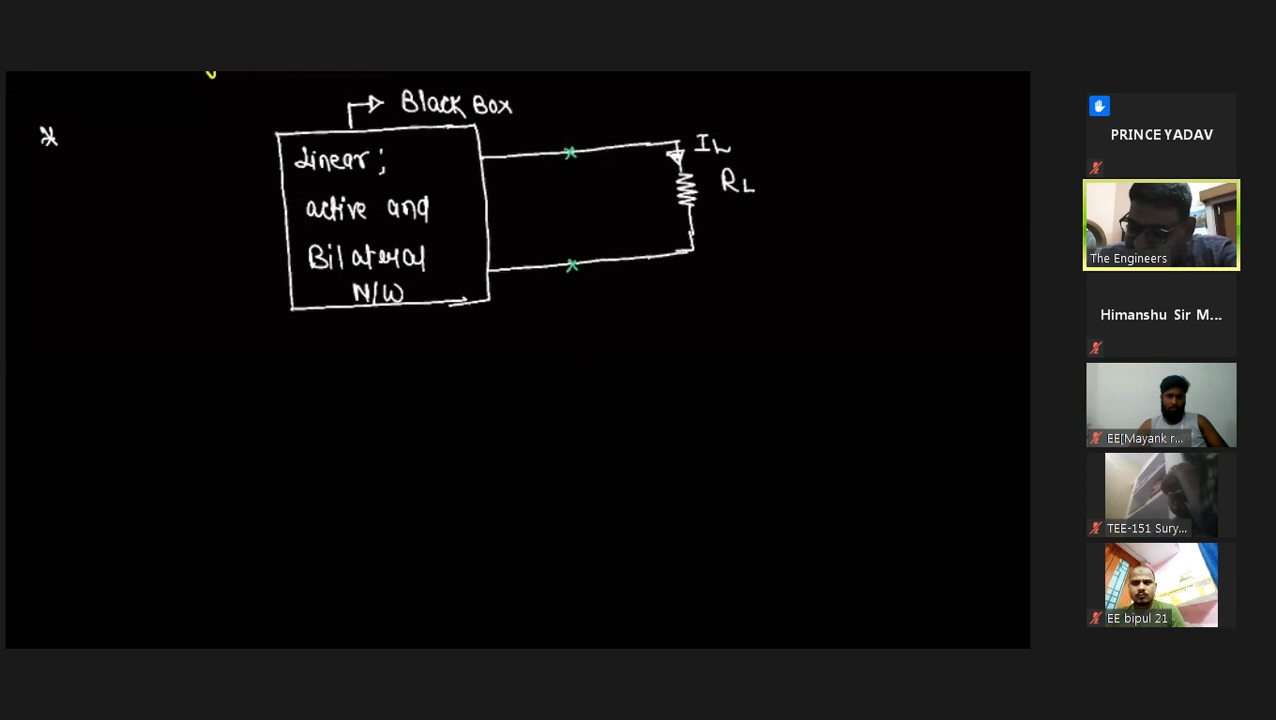 Black Box
*
Linear;
active and
Bilateral
N/W
IL
RL
PRINCE YADAV
The Engineers
Himanshu Sir M...
EE[Mayank r...
TEE-151 Sury...
EE bipul 21